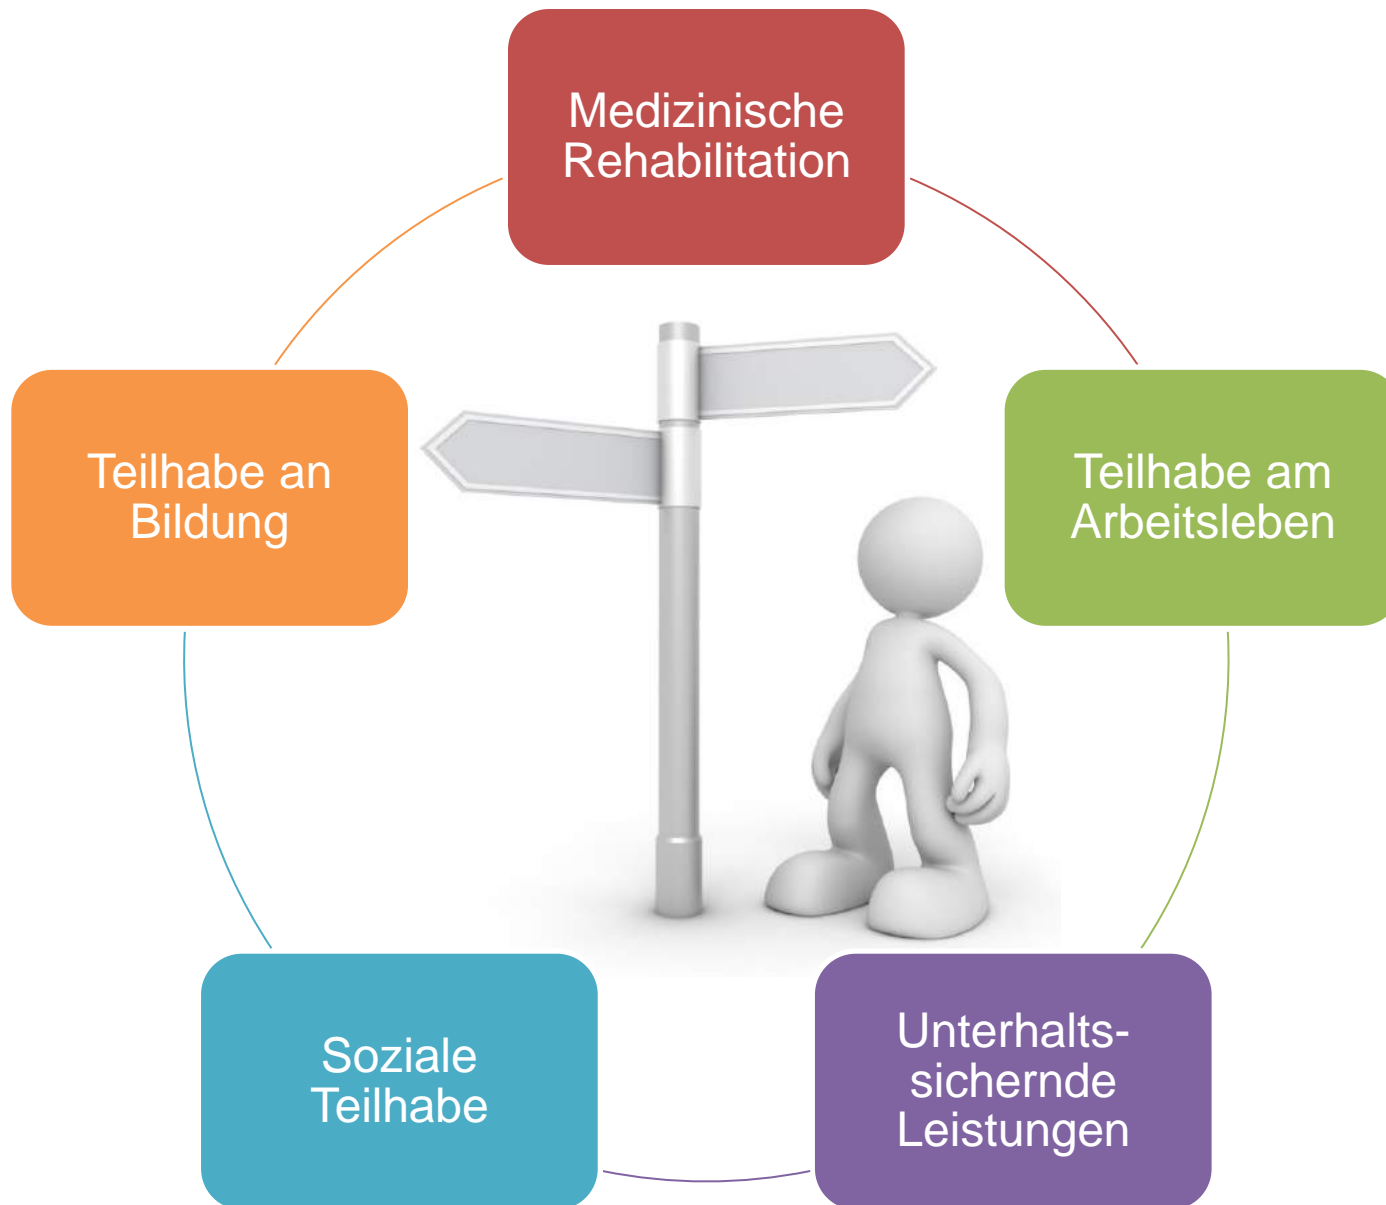 Medizinische
Rehabilitation
Teilhabe an
Bildung
Teilhabe am
Arbeitsleben
Soziale
Teilhabe
Unterhalts-
sichernde
Leistungen